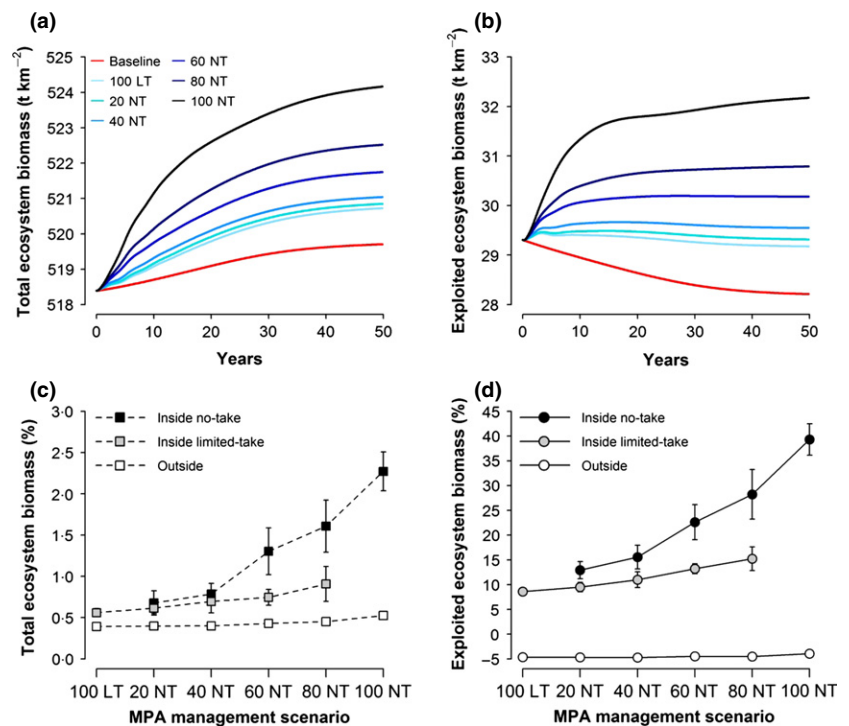 (a)
Total ecosystem biomass (t km⁻²)
525
524
523
522
521
520
519
518
Baseline
100 LT
20 NT
40 NT
60 NT
80 NT
100 NT
0 10 20 30 40 50
Years
(b)
Exploited ecosystem biomass (t km⁻²)
33
32
31
30
29
28
0 10 20 30 40 50
Years
(c)
Total ecosystem biomass (%)
3·0
2·5
2·0
1·5
1·0
0·5
0·0
Inside no-take
Inside limited-take
Outside
100 LT 20 NT 40 NT 60 NT 80 NT 100 NT
MPA management scenario
(d)
Exploited ecosystem biomass (%)
45
40
35
30
25
20
15
10
5
0
−5
Inside no-take
Inside limited-take
Outside
100 LT 20 NT 40 NT 60 NT 80 NT 100 NT
MPA management scenario